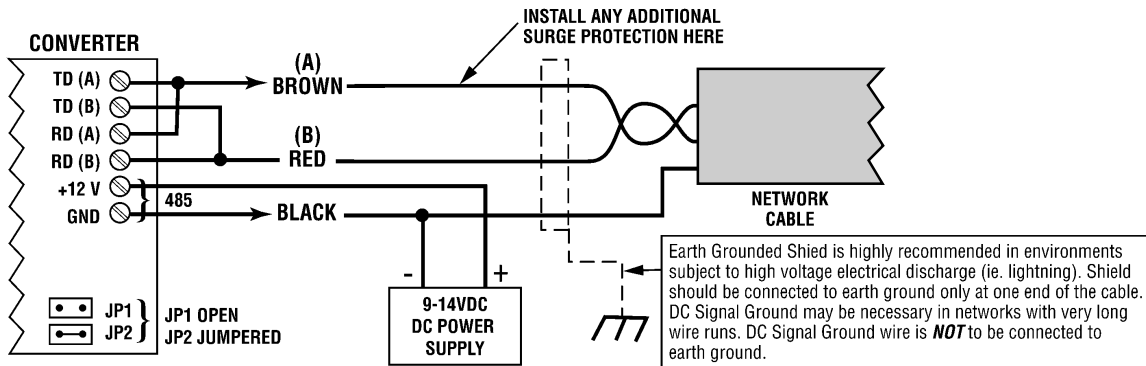 INSTALL ANY ADDITIONAL
SURGE PROTECTION HERE
CONVERTER
TD (A)
TD (B)
RD (A)
RD (B)
+12 V
GND
485
(A)
BROWN
(B)
RED
BLACK
NETWORK
CABLE
- +
9-14VDC
DC POWER
SUPPLY
JP1
JP2
JP1 OPEN
JP2 JUMPERED
Earth Grounded Shied is highly recommended in environments
subject to high voltage electrical discharge (ie. lightning). Shield
should be connected to earth ground only at one end of the cable.
DC Signal Ground may be necessary in networks with very long
wire runs. DC Signal Ground wire is NOT to be connected to
earth ground.